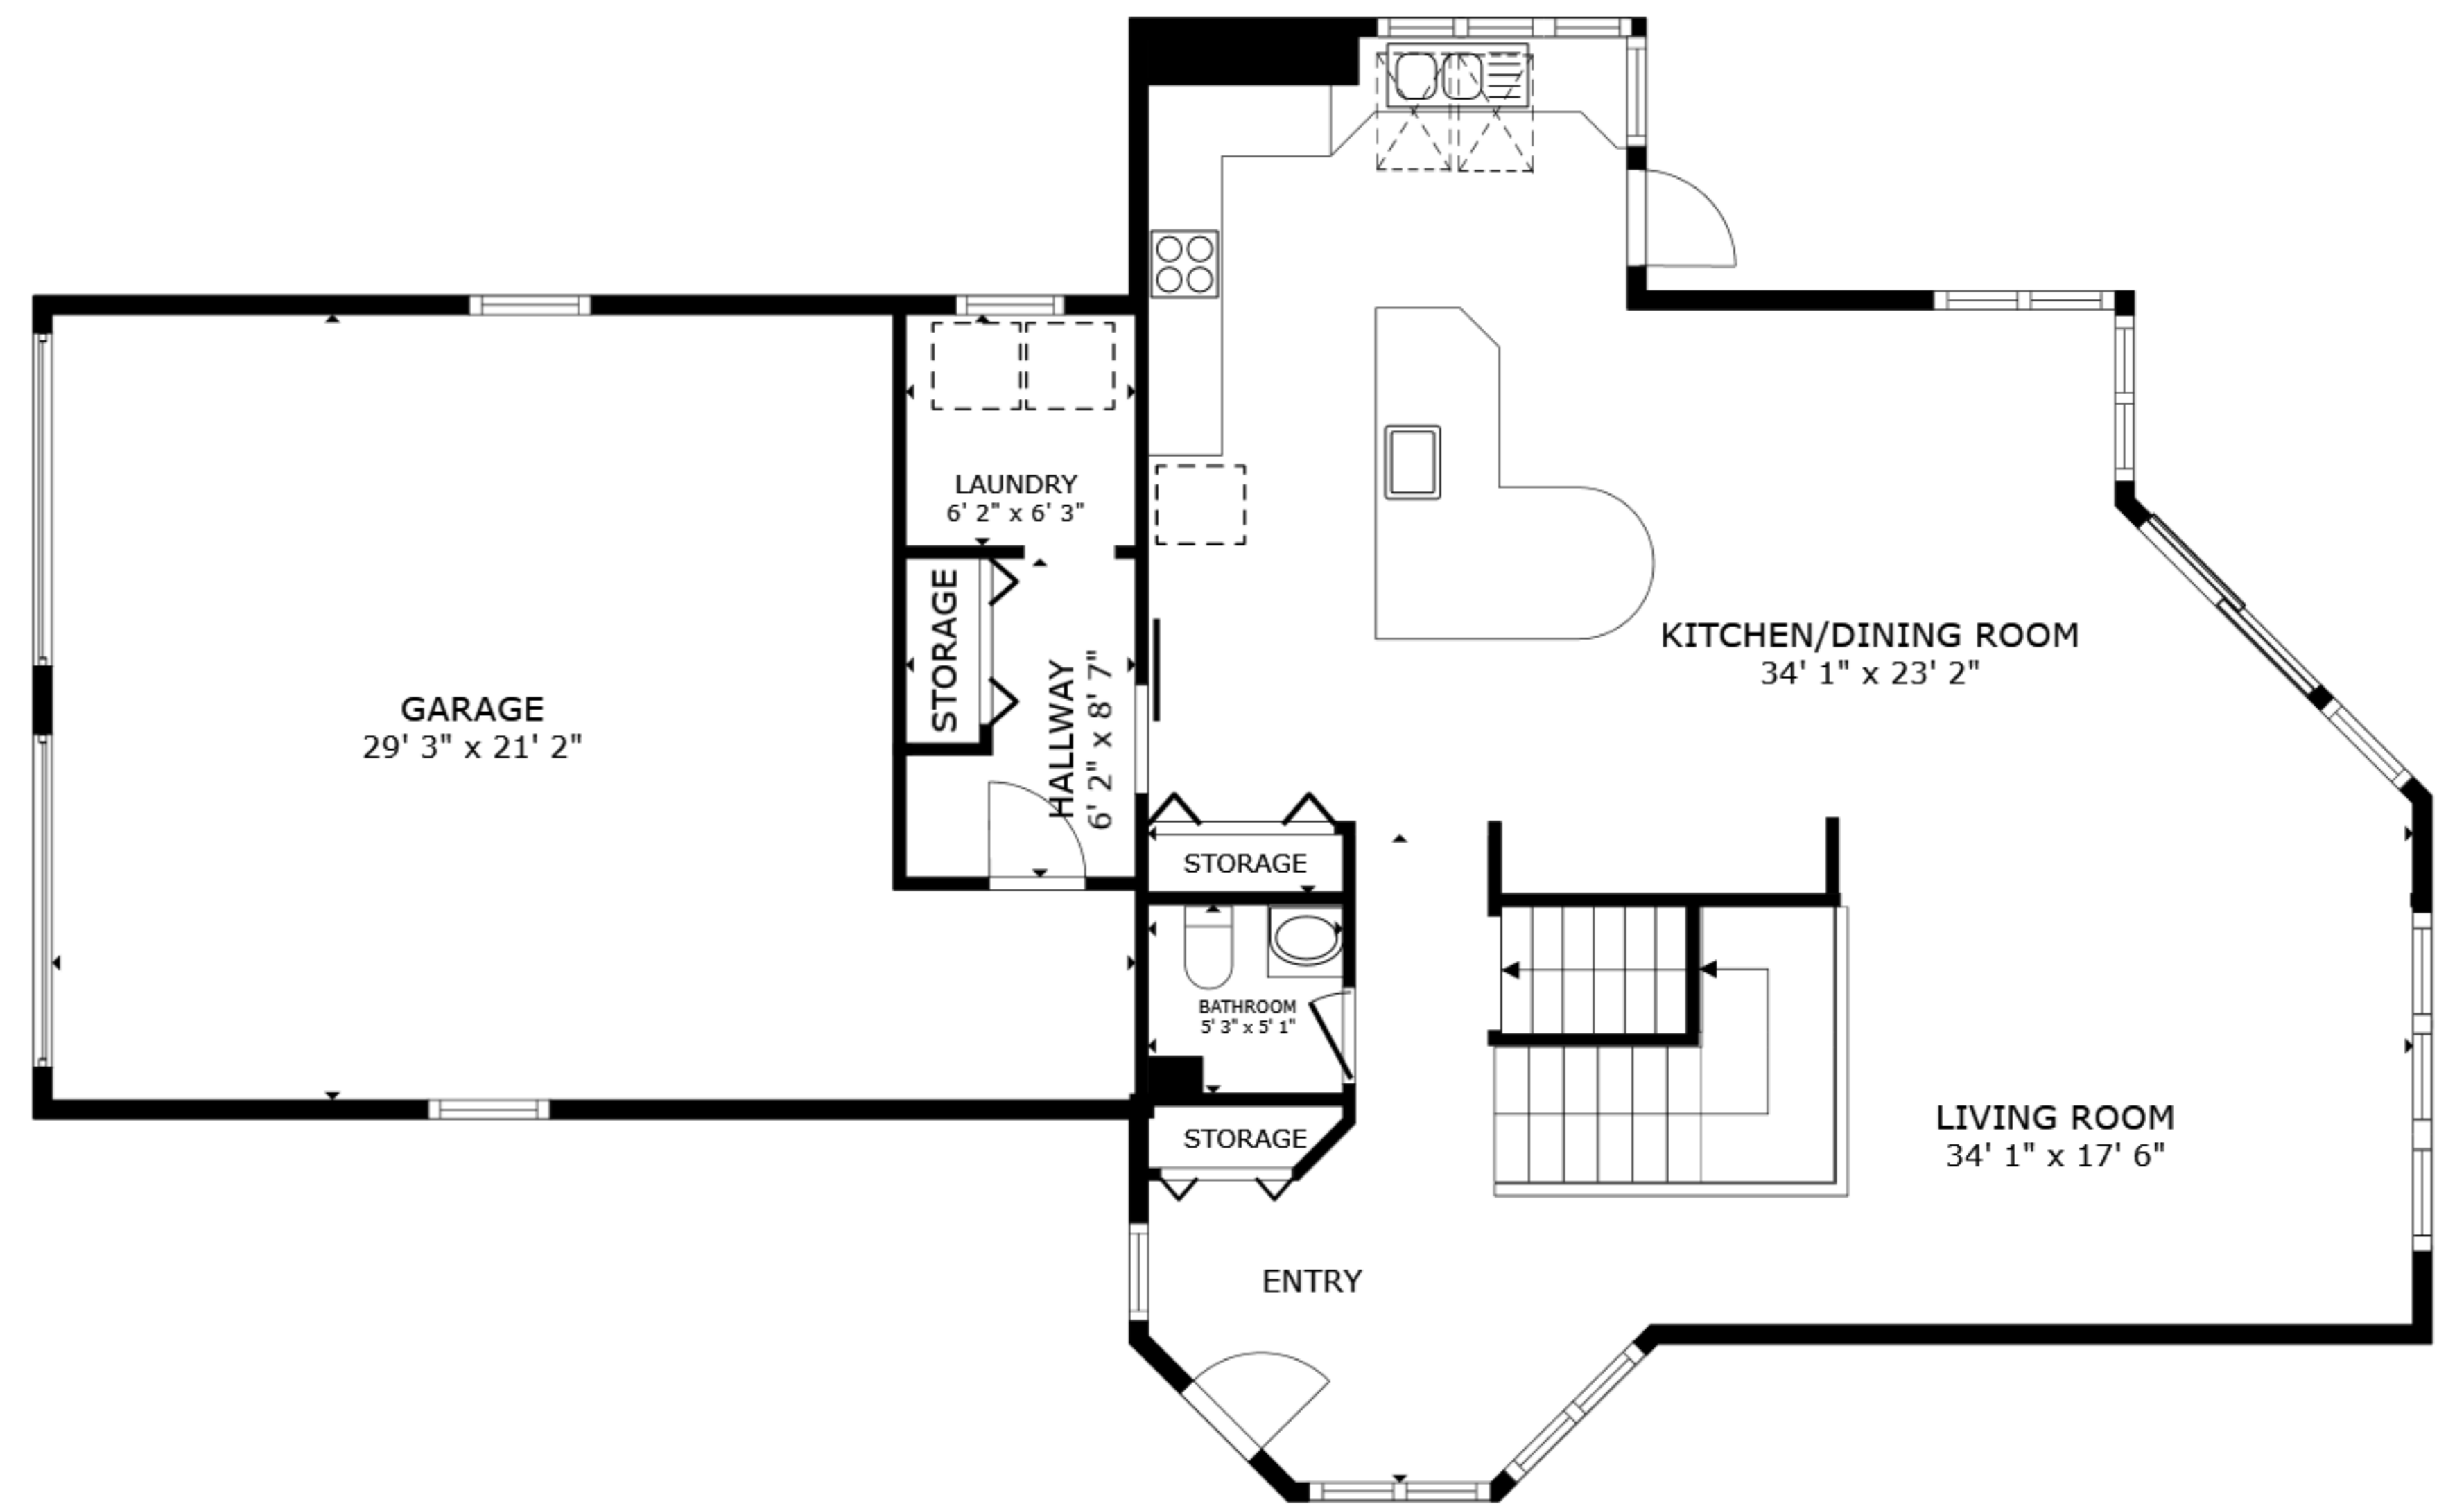 LAUNDRY
6' 2" x 6' 3"
STORAGE
HALLWAY
6' 2" x 8' 7"
KITCHEN/DINING ROOM
34' 1" x 23' 2"
GARAGE
29' 3" x 21' 2"
STORAGE
BATHROOM
5' 3" x 5' 1"
STORAGE
LIVING ROOM
34' 1" x 17' 6"
ENTRY